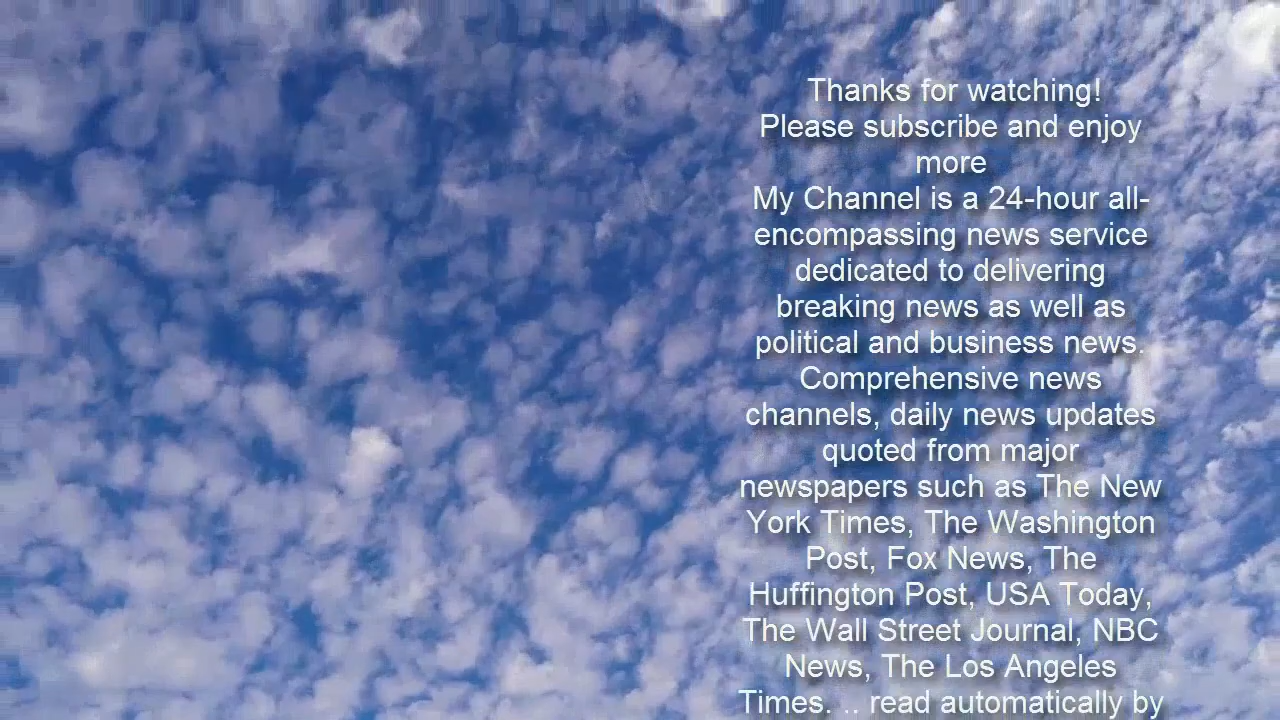 Thanks for watching!
Please subscribe and enjoy
more
My Channel is a 24-hour all-
encompassing news service
dedicated to delivering
breaking news as well as
political and business news.
Comprehensive news
channels, daily news updates
quoted from major
newspapers such as The New
York Times, The Washington
Post, Fox News, The
Huffington Post, USA Today,
The Wall Street Journal, NBC
News, The Los Angeles
Times. .. read automatically by